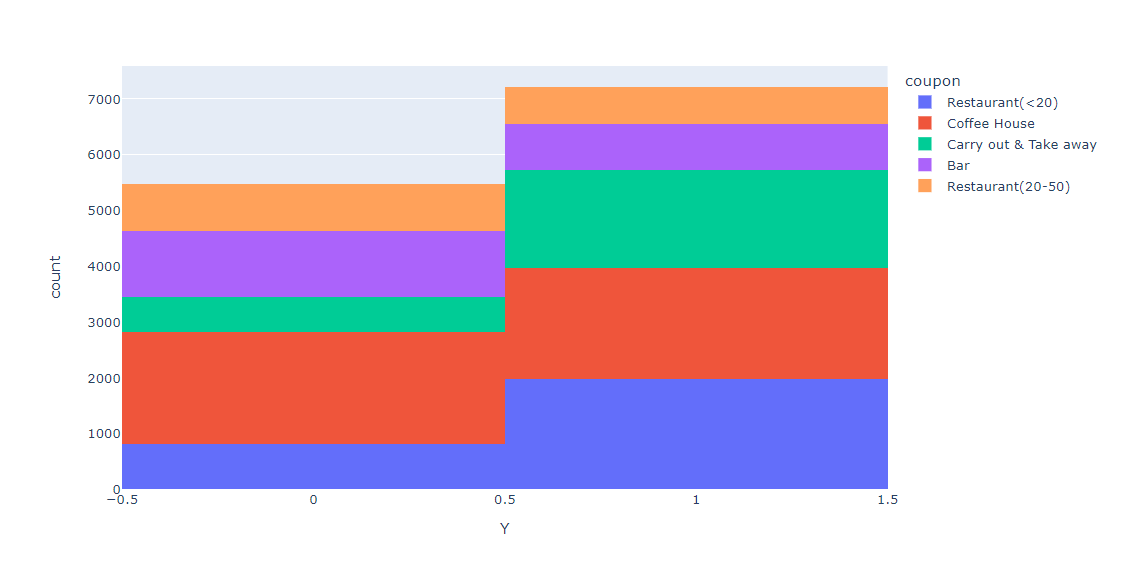 coupon
Restaurant(<20)
Coffee House
Carry out & Take away
Bar
Restaurant(20-50)
7000
6000
5000
4000
3000
2000
1000
0
count
−0.5
0
0.5
1
1.5
Y